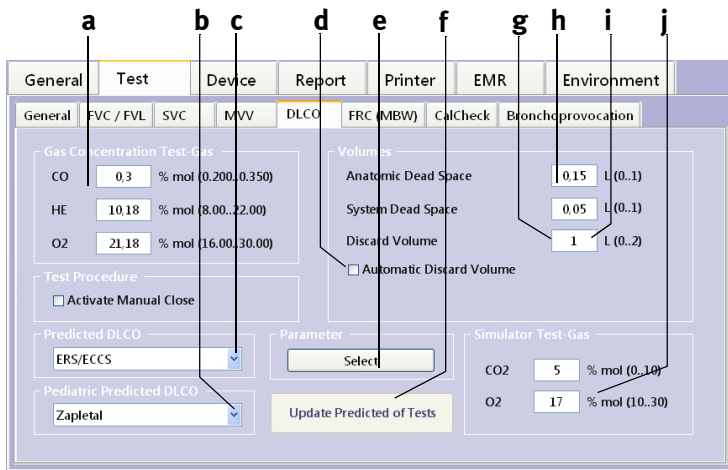 a b c d e f g h i j
General Test Device Report Printer EMR Environment
General FVC / FVL SVC MVV DLCO FRC (MBW) CalCheck Bronchoprovocation
Gas Concentration Test-Gas
CO 0,3 % mol (0.200..0.350)
HE 10,18 % mol (8.00..22.00)
O2 21,18 % mol (16.00..30.00)
Volumes
Anatomic Dead Space 0,15 L (0..1)
System Dead Space 0,05 L (0..1)
Discard Volume 1 L (0..2)
Automatic Discard Volume
Test Procedure
Activate Manual Close
Predicted DLCO
ERS/ECCS
Parameter
Select
Simulator Test-Gas
CO2 5 % mol (0..10)
O2 17 % mol (10..30)
Pediatric Predicted DLCO
Zapletal
Update Predicted of Tests